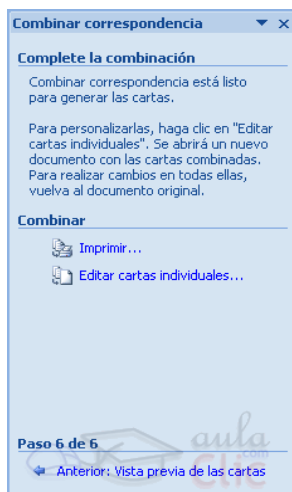 Combinar correspondencia
Complete la combinación
Combinar correspondencia está listo
para generar las cartas.
Para personalizarlas, haga clic en "Editar
cartas individuales". Se abrirá un nuevo
documento con las cartas combinadas.
Para realizar cambios en todas ellas,
vuelva al documento original.
Combinar
Imprimir...
Editar cartas individuales...
aula
.com
Clic
Paso 6 de 6
Anterior: Vista previa de las cartas